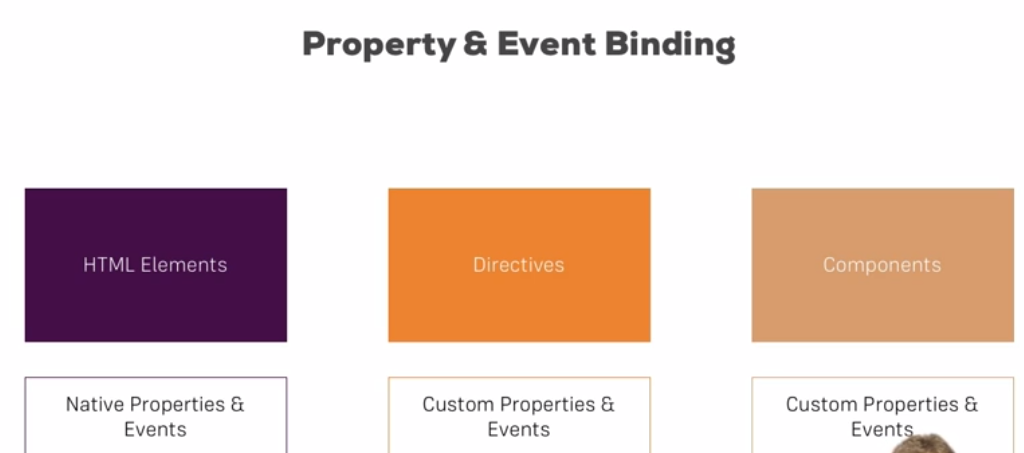 Property & Event Binding
HTML Elements
Directives
Components
Native Properties &
Events
Custom Properties &
Events
Custom Properties &
Events